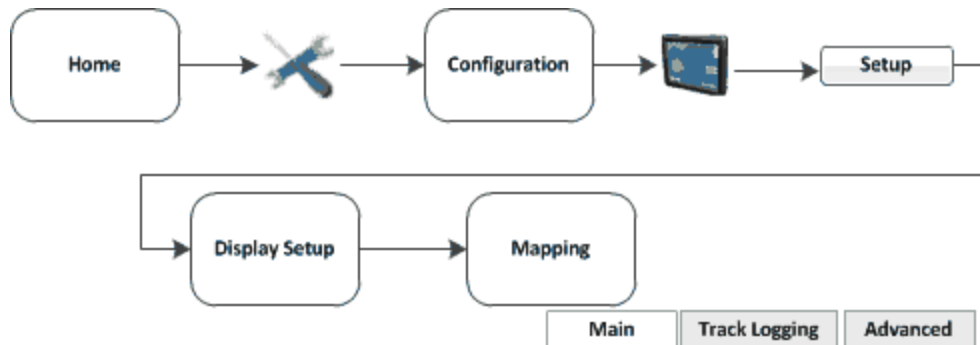 Home
Configuration
Setup
Display Setup
Mapping
Main
Track Logging
Advanced